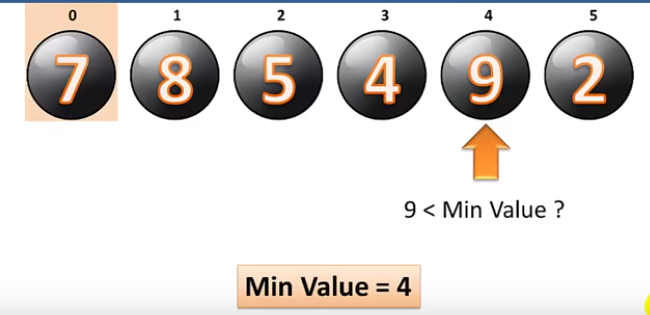 0 1 2 3 4 5
7 8 5 4 9 2
9 < Min Value ?
Min Value = 4